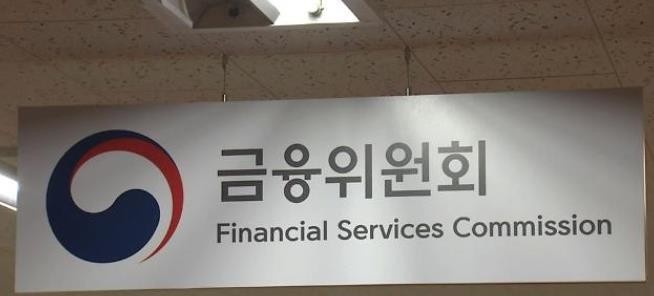 금융위원회
Financial Services Commission